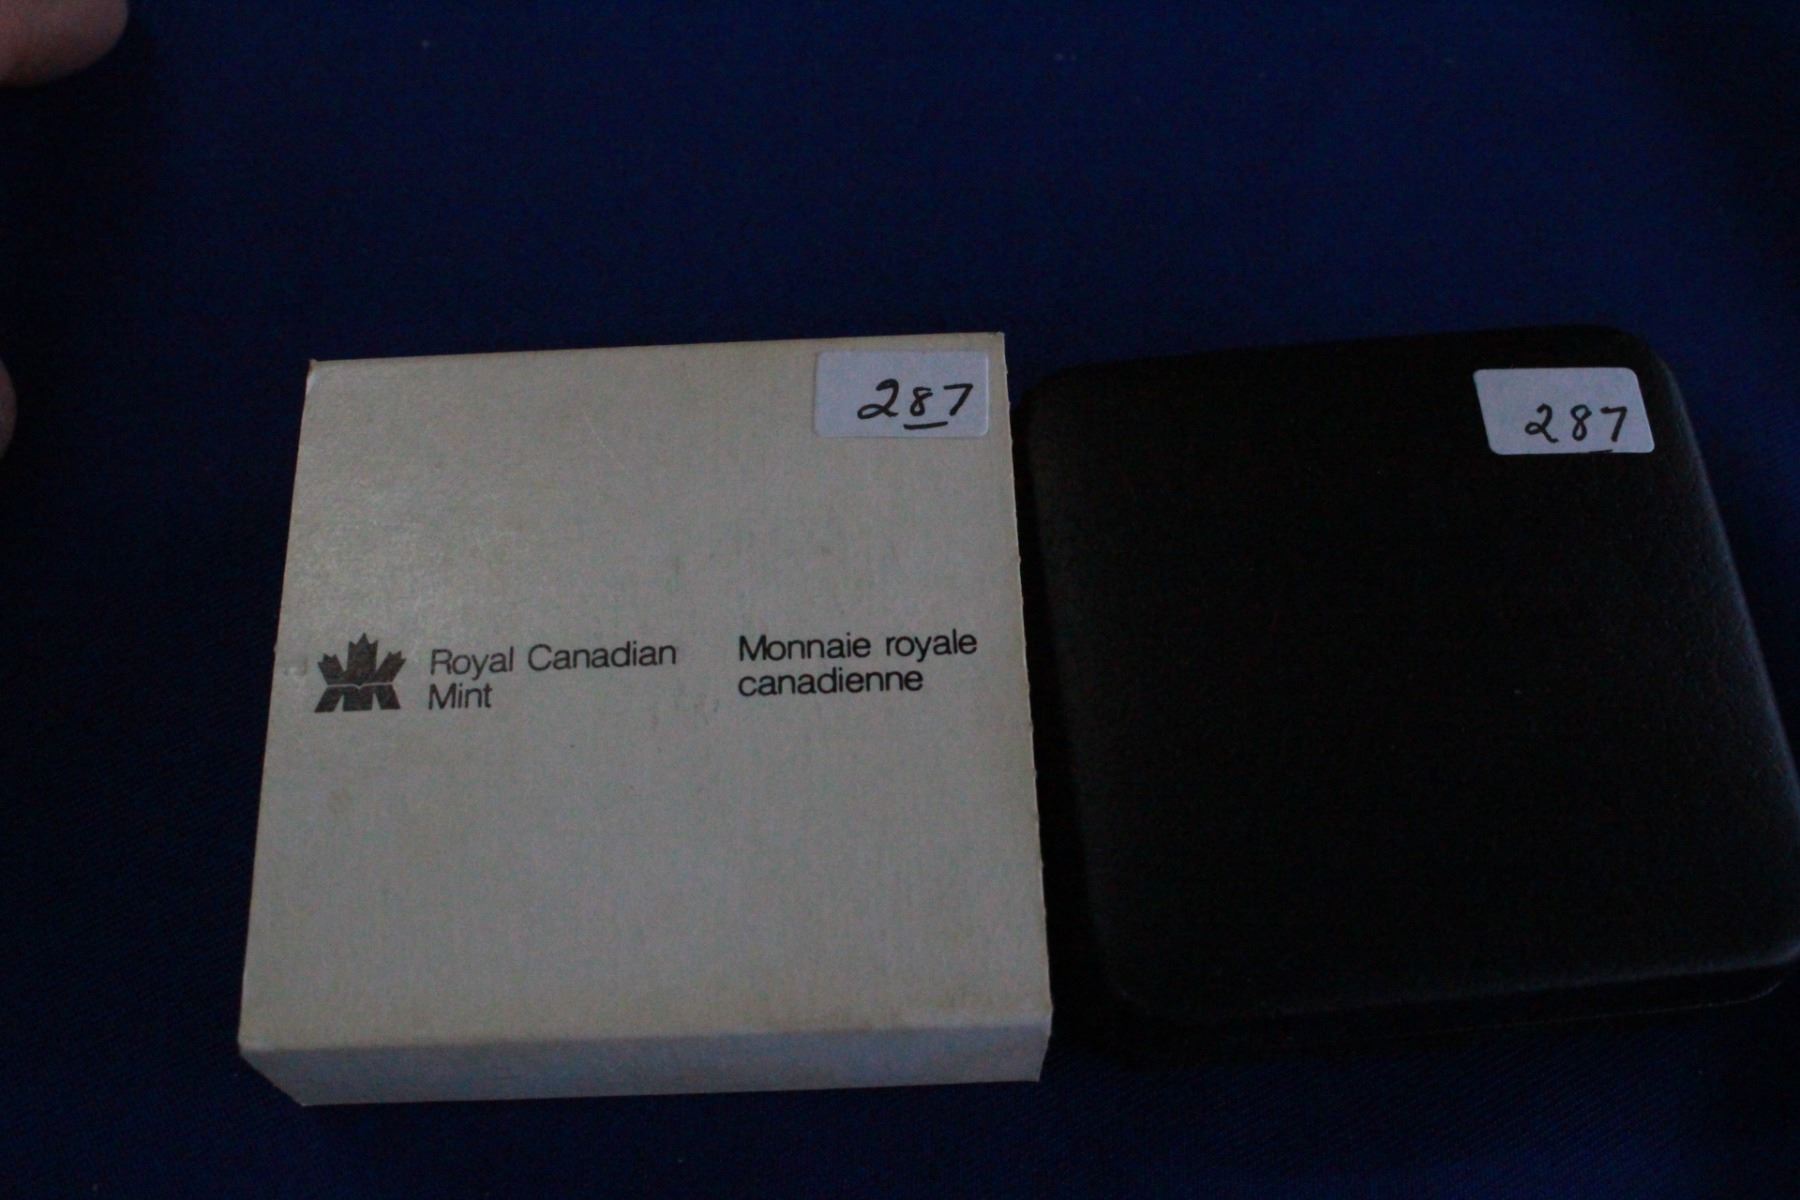 287
287
Royal Canadian
Mint
Monnaie royale
canadienne